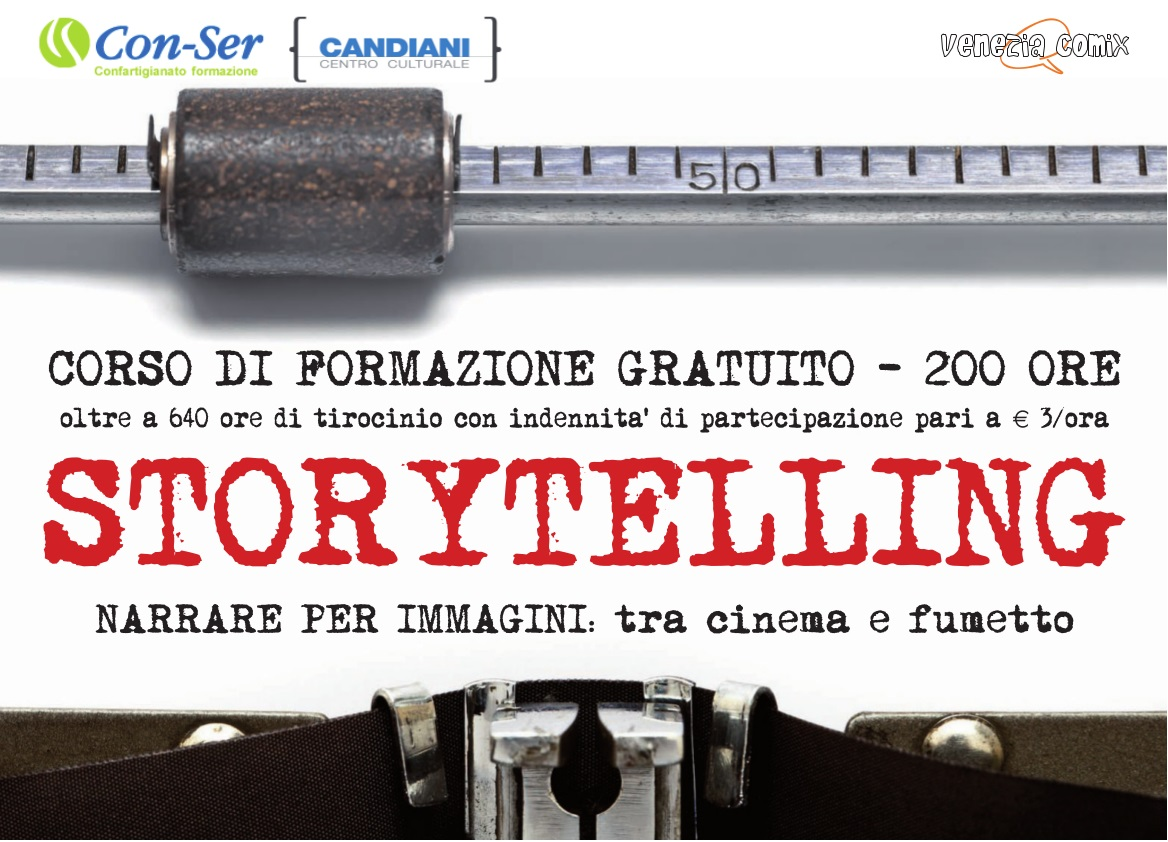 Con-Ser
Confartigianato formazione
CANDIANI
CENTRO CULTURALE
venezia comix
50
CORSO DI FORMAZIONE GRATUITO - 200 ORE
oltre a 640 ore di tirocinio con indennita' di partecipazione pari a € 3/ora
STORYTELLING
NARRARE PER IMMAGINI: tra cinema e fumetto